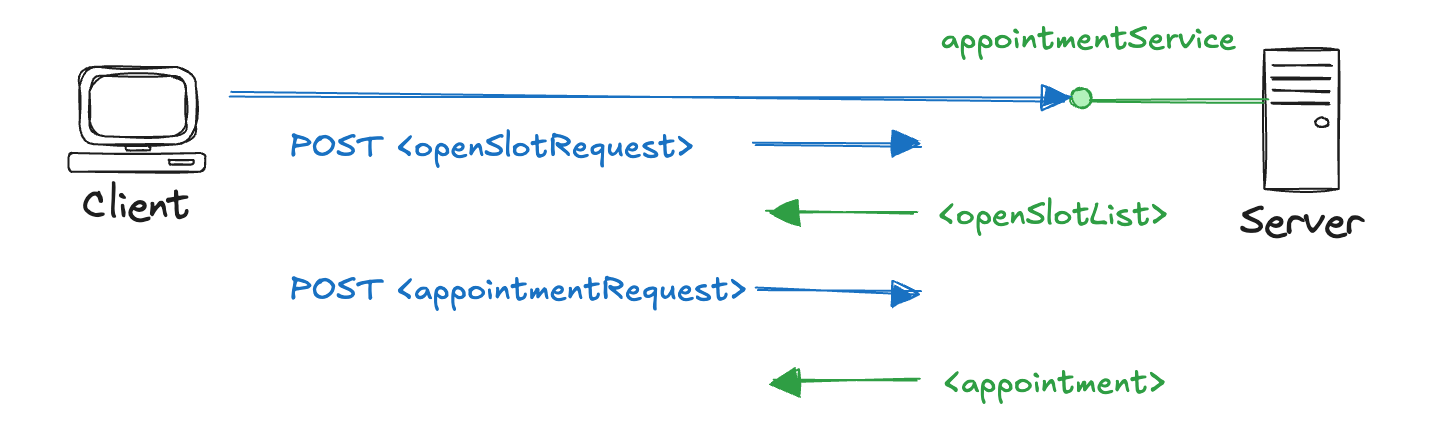 appointmentService
POST <openSlotRequest>
Client
<openSlotList>
Server
POST <appointmentRequest>
<appointment>